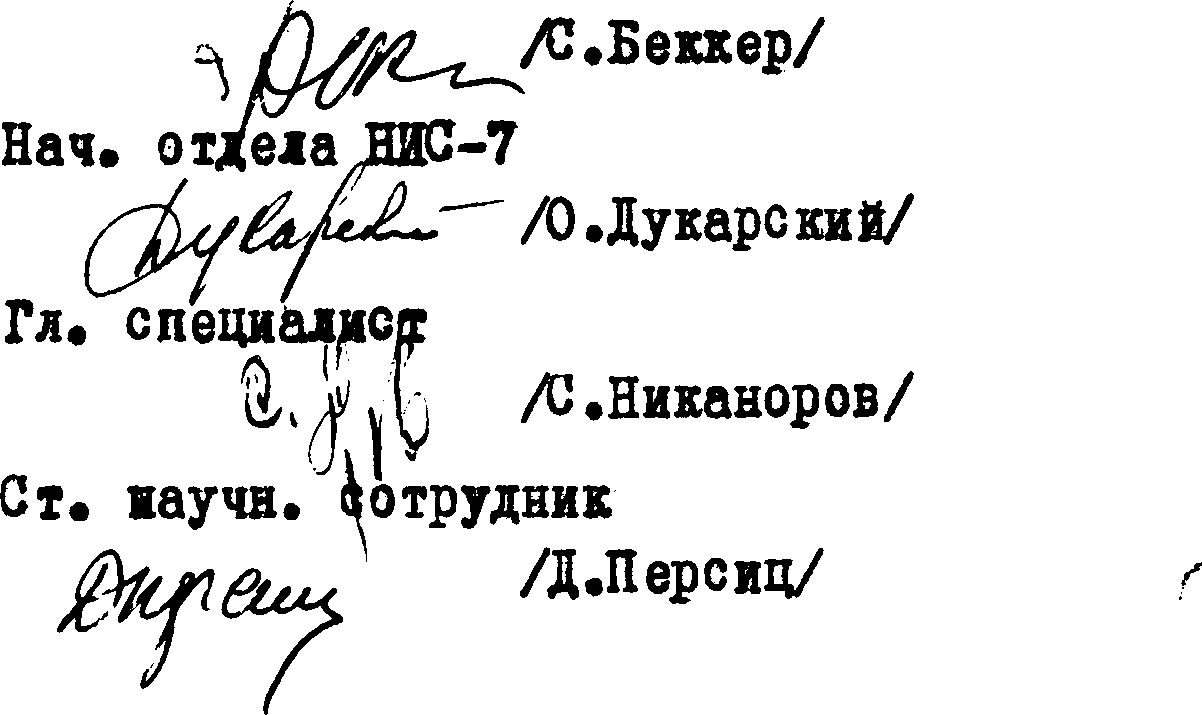 /С.Беккер/
Нач. отдела НИС-7
/О.Дукарский/
Гл. специалист
/С.Никаноров/
Ст. научн. сотрудник
/Д.Персиц/